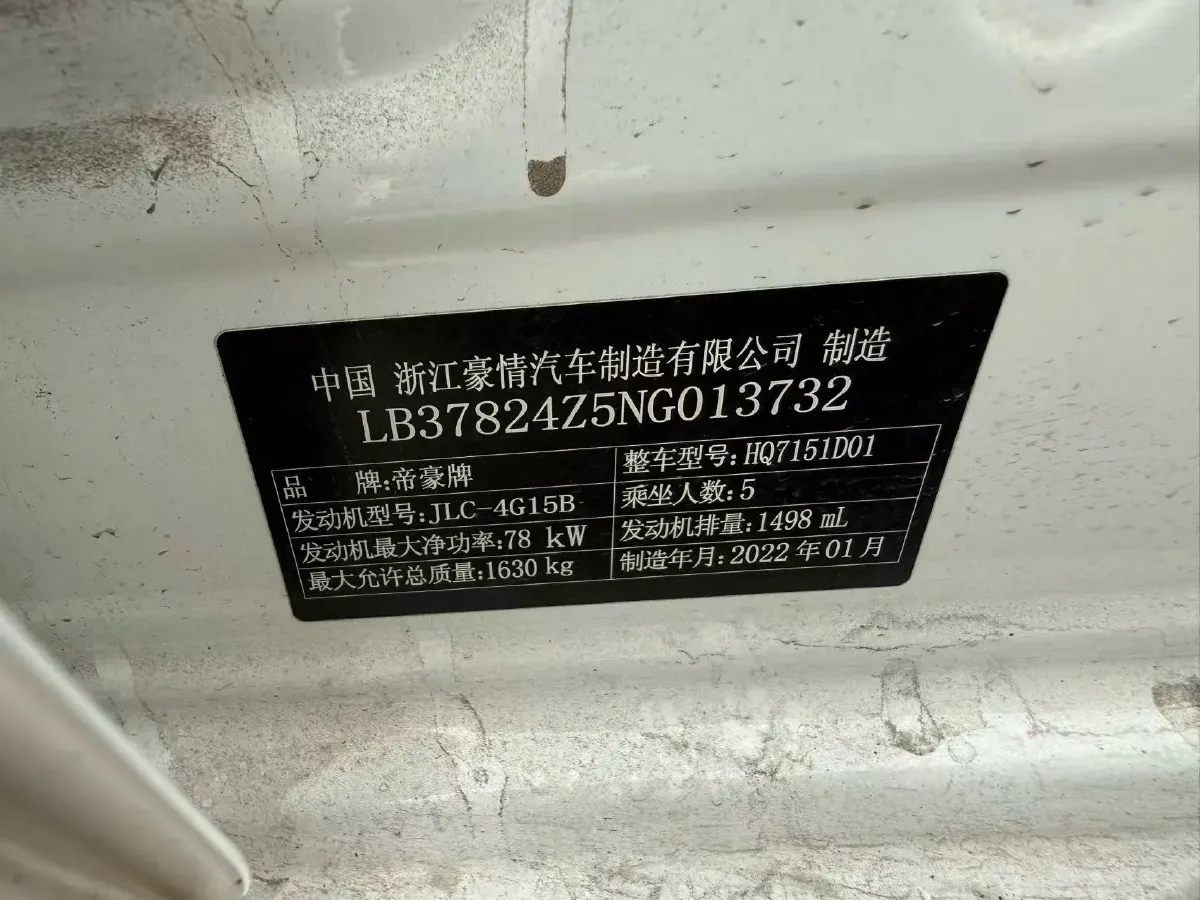 中国 浙江豪情汽车制造有限公司 制造
LB37824Z5NG013732
品 牌:帝豪牌 整车型号:HQ7151D01
发动机型号:JLC-4G15B 乘坐人数:5
发动机最大净功率:78 kW 发动机排量:1498 mL
最大允许总质量:1630 kg 制造年月:2022 年 01 月